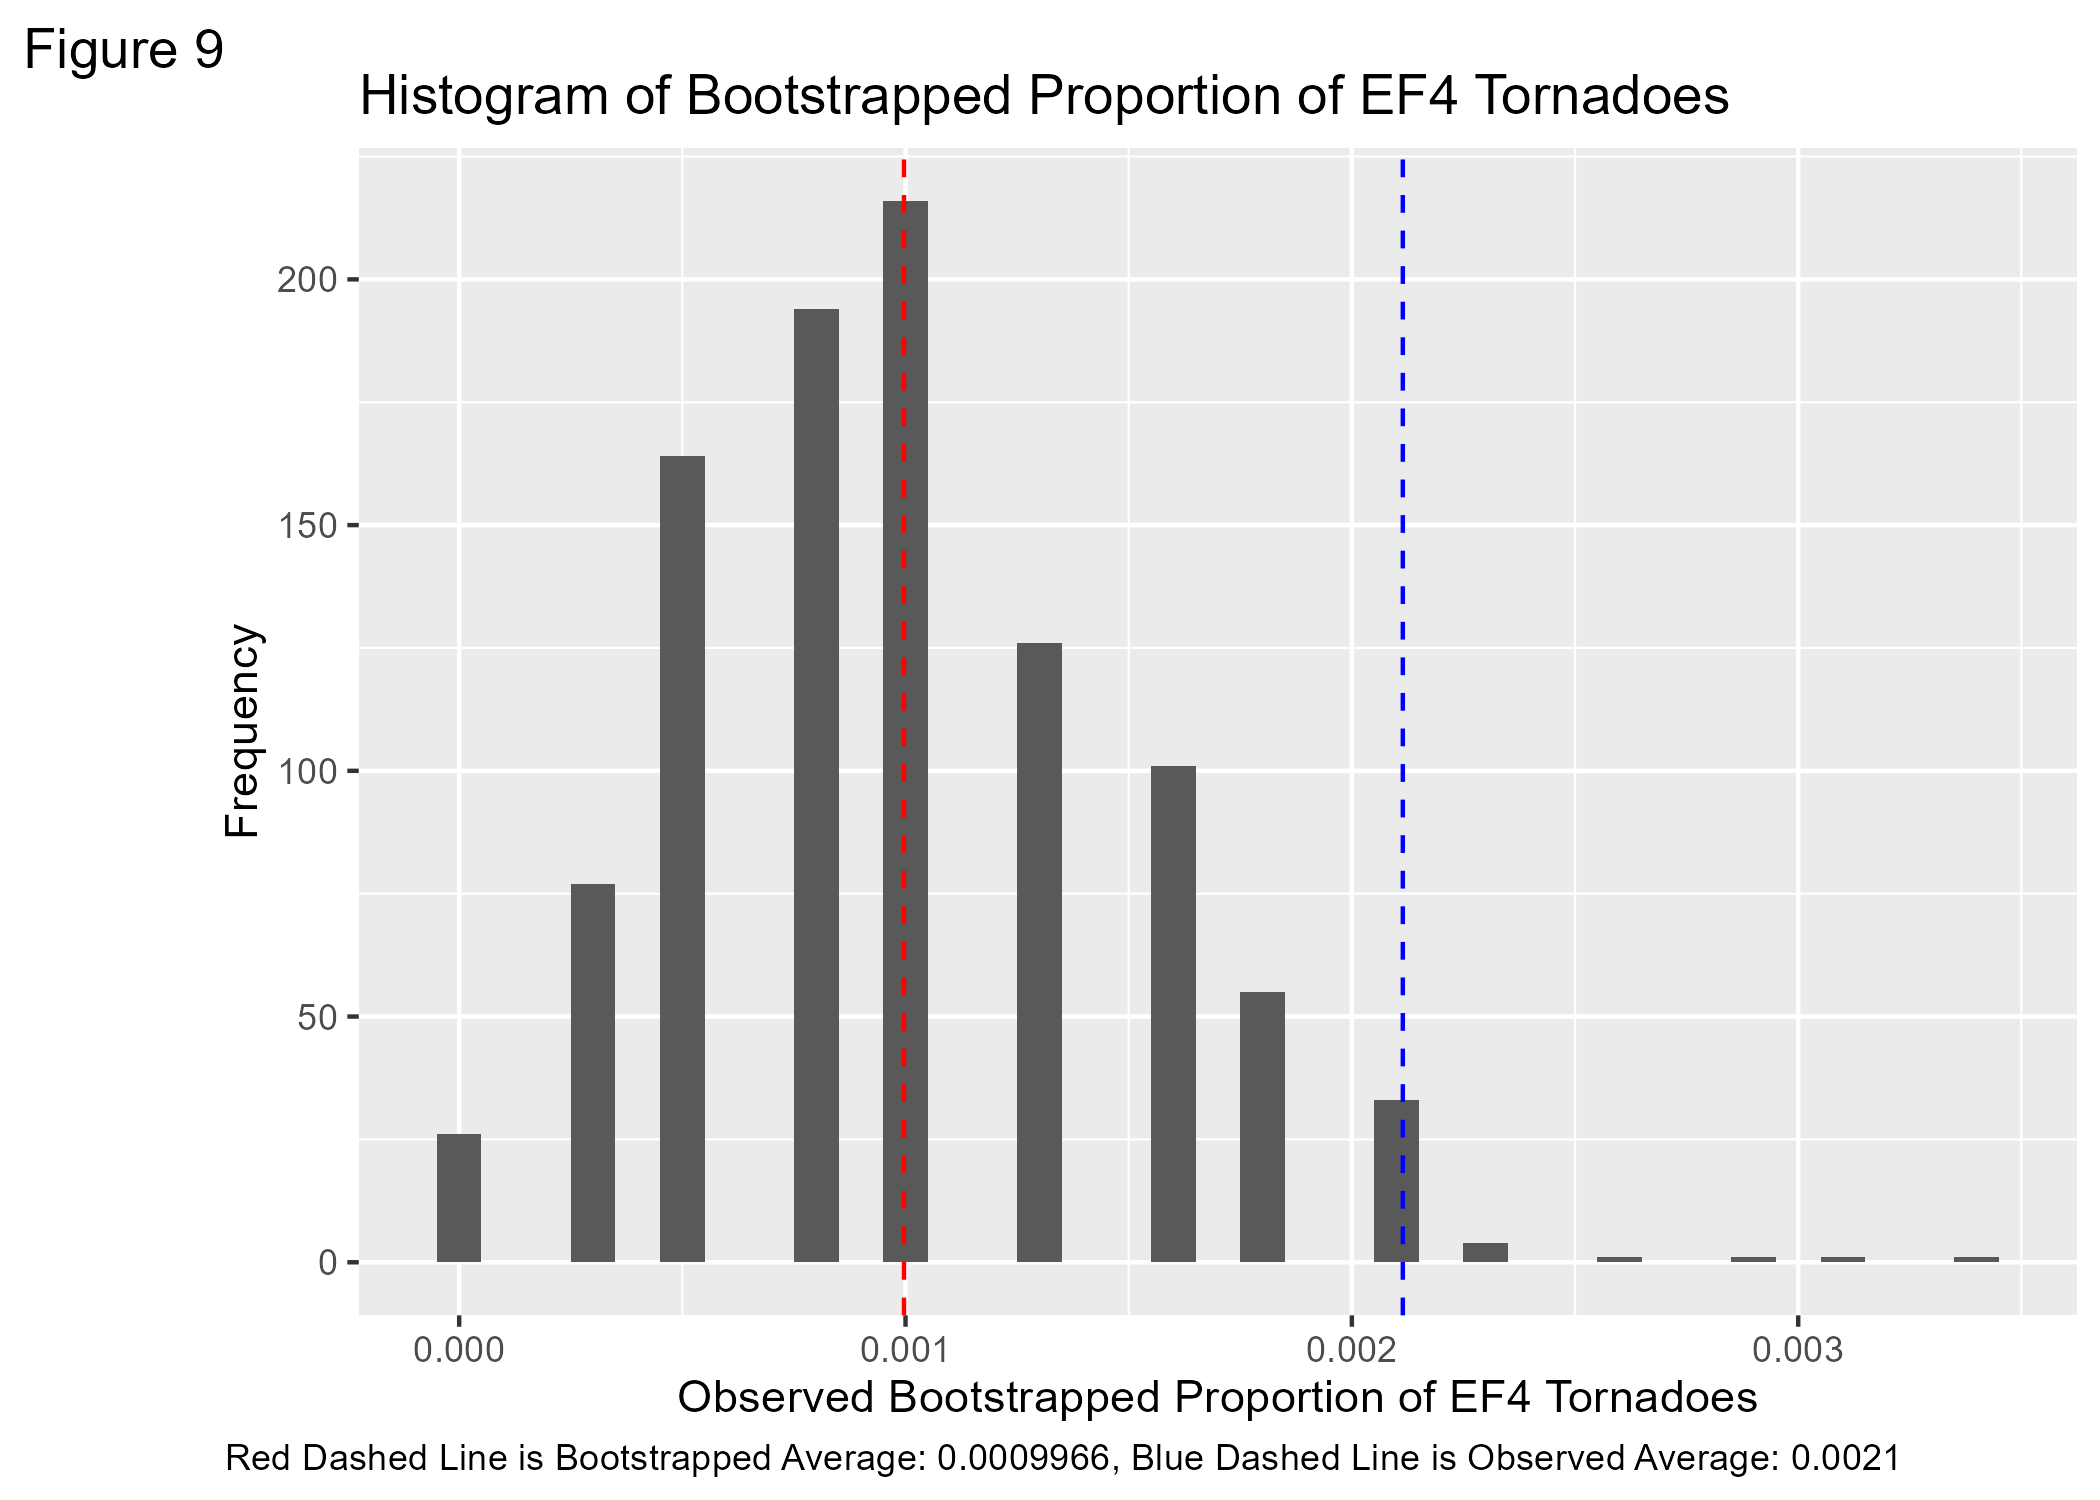 Figure 9
Histogram of Bootstrapped Proportion of EF4 Tornadoes
200
150
100
50
0
Frequency
0.000 0.001 0.002 0.003
Observed Bootstrapped Proportion of EF4 Tornadoes
Red Dashed Line is Bootstrapped Average: 0.0009966, Blue Dashed Line is Observed Average: 0.0021